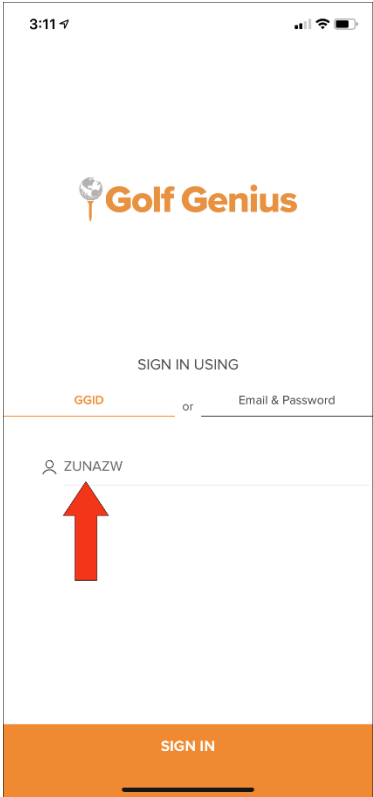 3:11
Golf Genius
SIGN IN USING
GGID or Email & Password
ZUNAZW
SIGN IN